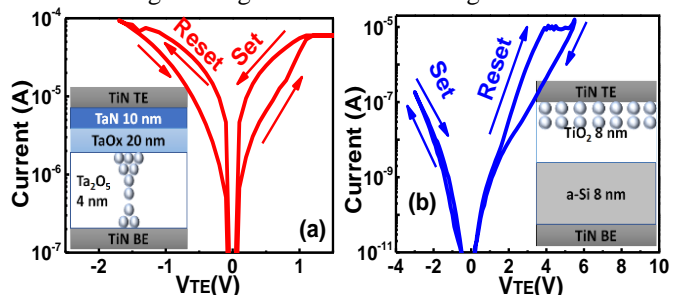 (a)
Reset
Set
TiN TE
TaN 10 nm
TaOx 20 nm
Ta2O5
4 nm
TiN BE
Current (A)
10-4
10-5
10-6
10-7
-2
-1
0
1
VTE(V)
(b)
Set
Reset
TiN TE
TiO2 8 nm
a-Si 8 nm
TiN BE
Current (A)
10-5
10-7
10-9
10-11
-4
-2
0
2
4
6
8
10
VTE(V)